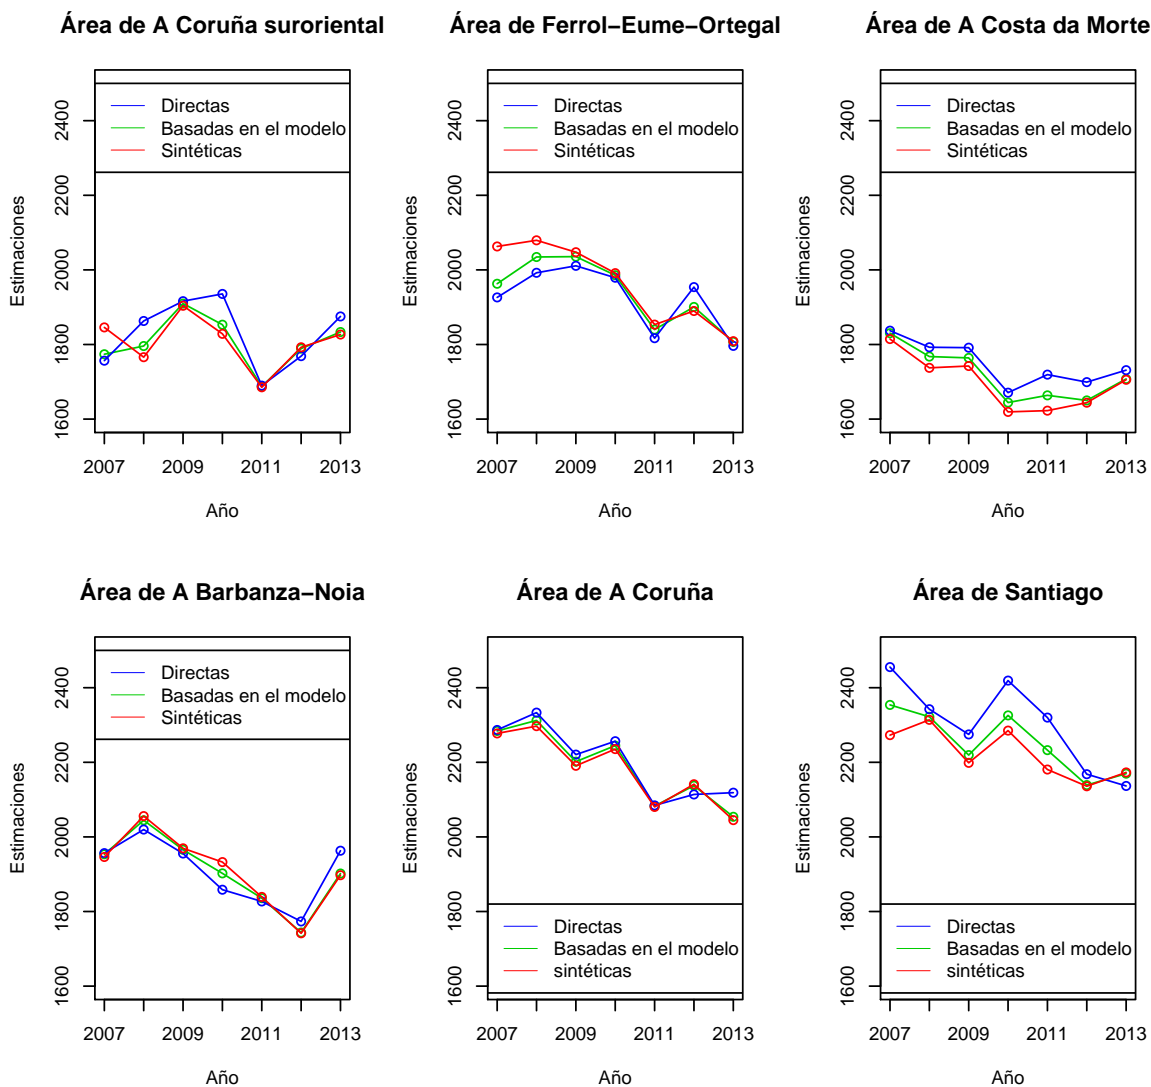 Área de A Coruña suroriental
Estimaciones
2400
2200
2000
1800
1600
Directas
Basadas en el modelo
Sintéticas
2007 2009 2011 2013
Año
Área de Ferrol−Eume−Ortegal
Estimaciones
2400
2200
2000
1800
1600
Directas
Basadas en el modelo
Sintéticas
2007 2009 2011 2013
Año
Área de A Costa da Morte
Estimaciones
2400
2200
2000
1800
1600
Directas
Basadas en el modelo
Sintéticas
2007 2009 2011 2013
Año
Área de A Barbanza−Noia
Estimaciones
2400
2200
2000
1800
1600
Directas
Basadas en el modelo
Sintéticas
2007 2009 2011 2013
Año
Área de A Coruña
Estimaciones
2400
2200
2000
1800
1600
Directas
Basadas en el modelo
sintéticas
2007 2009 2011 2013
Año
Área de Santiago
Estimaciones
2400
2200
2000
1800
1600
Directas
Basadas en el modelo
sintéticas
2007 2009 2011 2013
Año